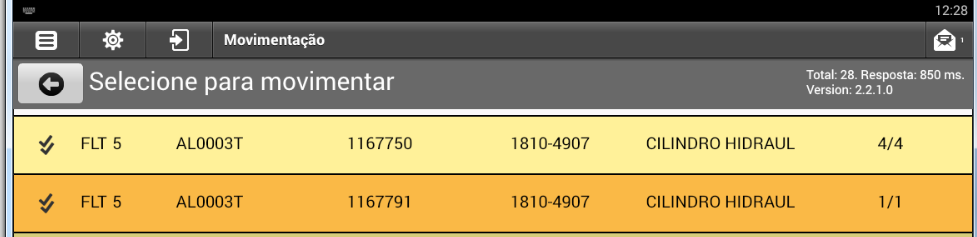 12:28
Movimentação
Selecione para movimentar
Total: 28. Resposta: 850 ms.
Version: 2.2.1.0
FLT 5 AL0003T 1167750 1810-4907 CILINDRO HIDRAUL 4/4
FLT 5 AL0003T 1167791 1810-4907 CILINDRO HIDRAUL 1/1